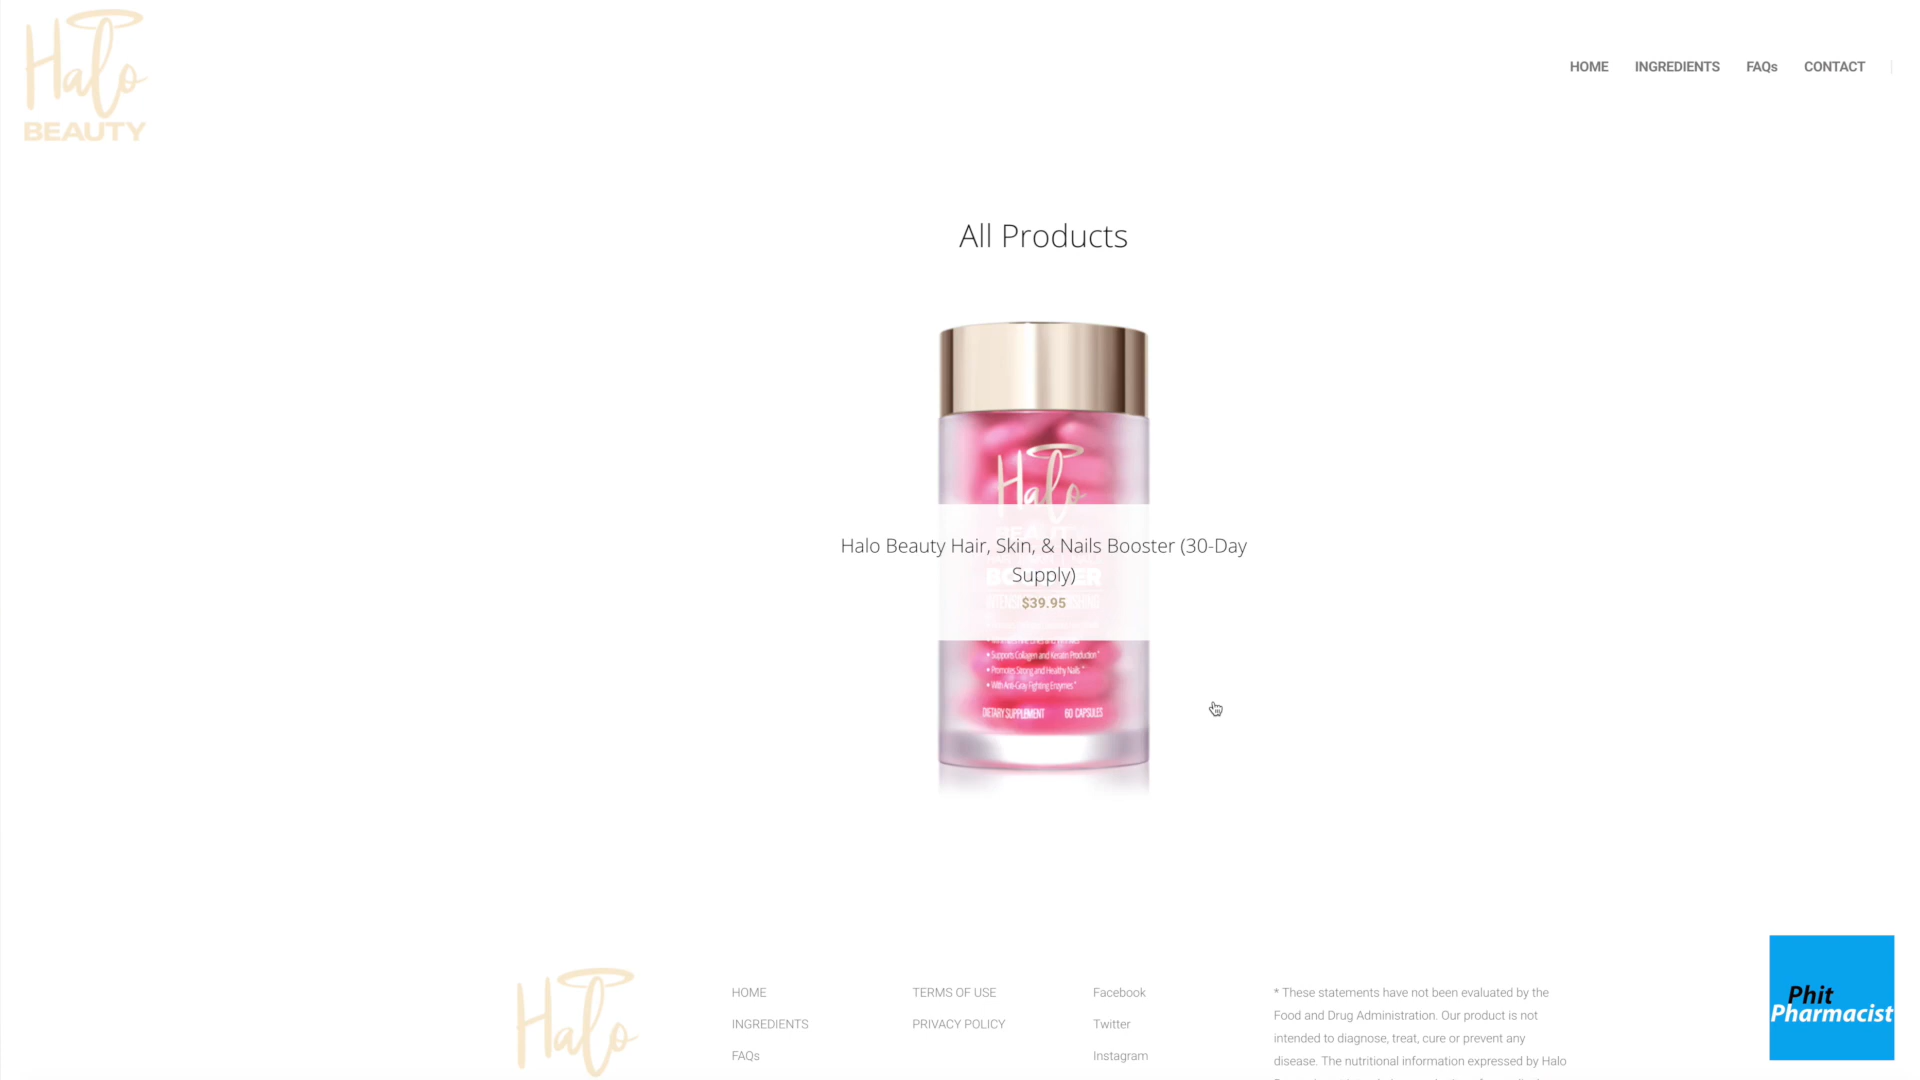 Halo
BEAUTY
HOME INGREDIENTS FAQs CONTACT
All Products
Halo
Halo Beauty Hair, Skin, & Nails Booster (30-Day
Supply)
$39.95
• Supports Collagen and Keratin Production*
• Promotes Strong and Healthy Nails*
• With Anti-Gray Fighting Enzymes*
DIETARY SUPPLEMENT 60 CAPSULES
Halo
HOME
INGREDIENTS
FAQs
TERMS OF USE
PRIVACY POLICY
Facebook
Twitter
Instagram
* These statements have not been evaluated by the
Food and Drug Administration. Our product is not
intended to diagnose, treat, cure or prevent any
disease. The nutritional information expressed by Halo
Phit
Pharmacist